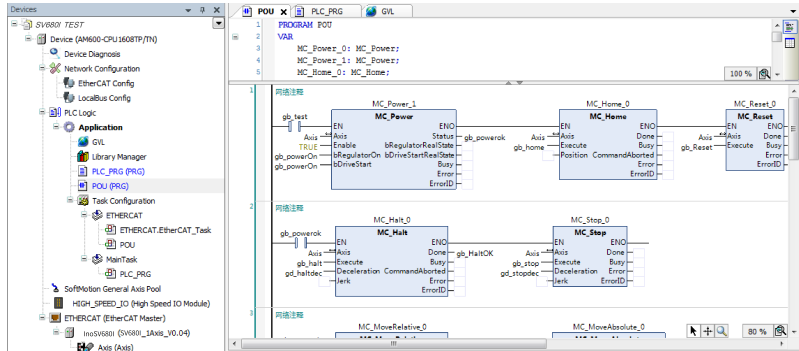 Devices
SV680I TEST
Device (AM600-CPU1608TP/TN)
Device Diagnosis
Network Configuration
EtherCAT Config
LocalBus Config
PLC Logic
Application
GVL
Library Manager
PLC_PRG (PRG)
POU (PRG)
Task Configuration
ETHERCAT
ETHERCAT.EtherCAT_Task
POU
MainTask
PLC_PRG
SoftMotion General Axis Pool
HIGH_SPEED_IO (High Speed IO Module)
ETHERCAT (EtherCAT Master)
InoSV680I (SV680I_1Axis_V0.04)
Axis (Axis)
POU X PLC_PRG GVL
1 PROGRAM POU
2 VAR
3 MC_Power_0: MC_Power;
4 MC_Power_1: MC_Power;
5 MC_Home_0: MC_Home;
100 %
1 网络注释
MC_Power_1 MC_Home_0 MC_Reset_0
gb_test MC_Power MC_Home MC_Reset
EN ENO EN ENO EN ENO
Axis Axis Status gb_powerok Axis Axis Done Axis Axis Done
TRUE Enable bRegulatorRealState gb_home Execute Busy gb_Reset Execute Busy
gb_powerOn bRegulatorOn bDriveStartRealState Position CommandAborted Error
gb_powerOn bDriveStart Busy Error ErrorID
Error ErrorID
ErrorID
2 网络注释
MC_Halt_0 MC_Stop_0
gb_powerok MC_Halt MC_Stop
EN ENO EN ENO
Axis Axis Done gb_HaltOK Axis Axis Done
gb_halt Execute Busy gb_stop Execute Busy
gd_haltdec Deceleration CommandAborted gd_stopdec Deceleration Error
Jerk Error Jerk ErrorID
ErrorID
3 网络注释
MC_MoveRelative_0 MC_MoveAbsolute_0
80 %